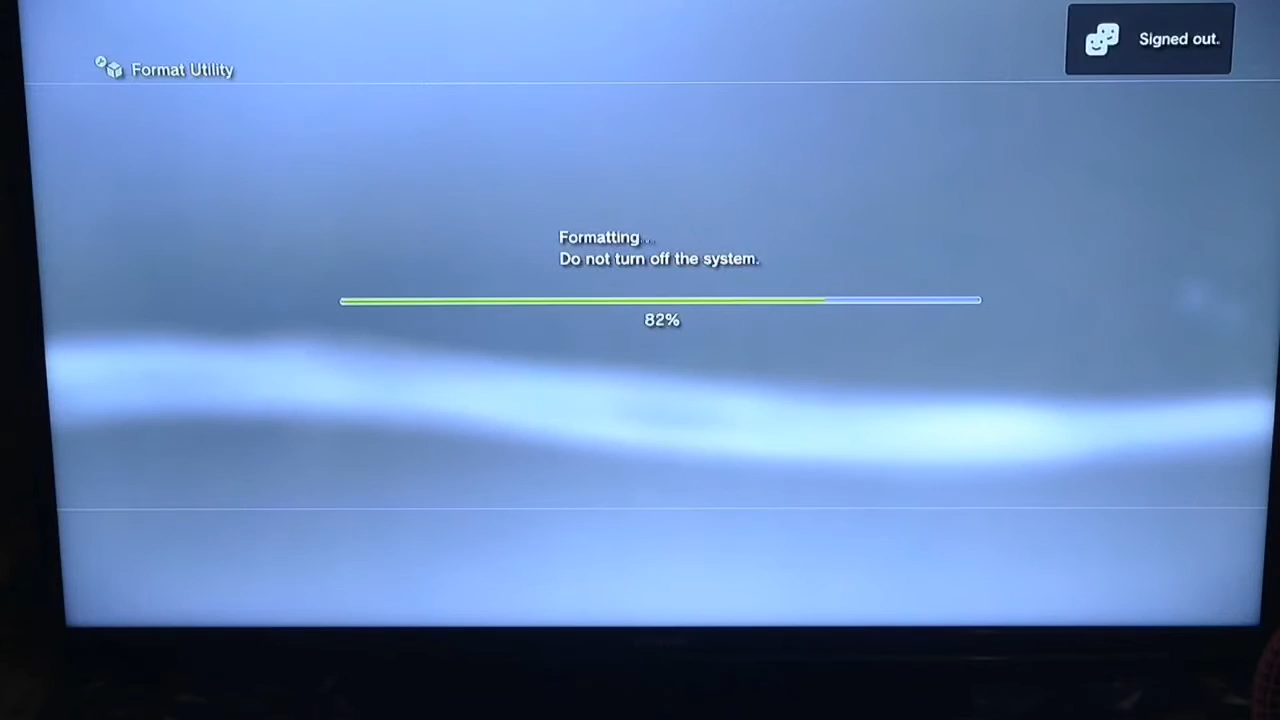 Format Utility
Signed out.
Formatting...
Do not turn off the system.
82%